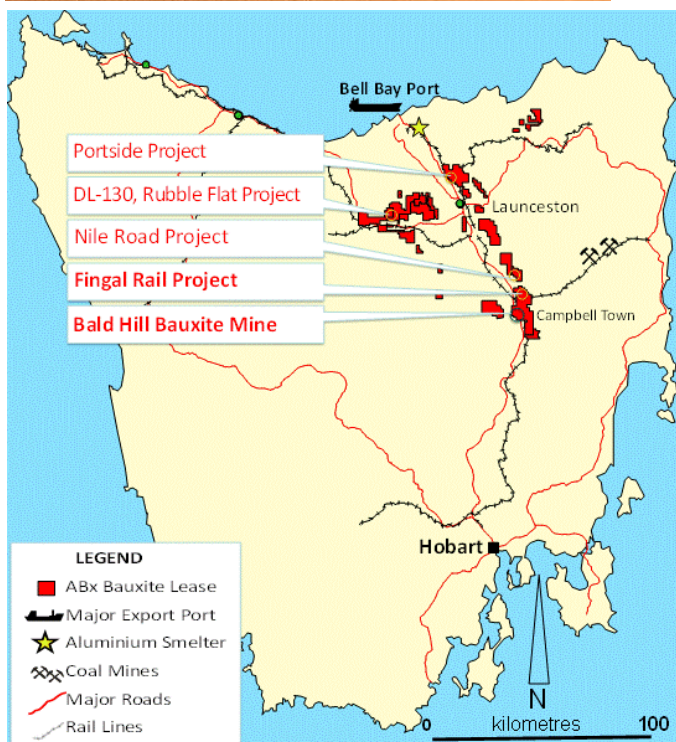 Bell Bay Port
Portside Project
DL-130, Rubble Flat Project
Launceston
Nile Road Project
Fingal Rail Project
Bald Hill Bauxite Mine
Campbell Town
Hobart
LEGEND
ABx Bauxite Lease
Major Export Port
Aluminium Smelter
Coal Mines
Major Roads
Rail Lines
N
0 kilometres 100